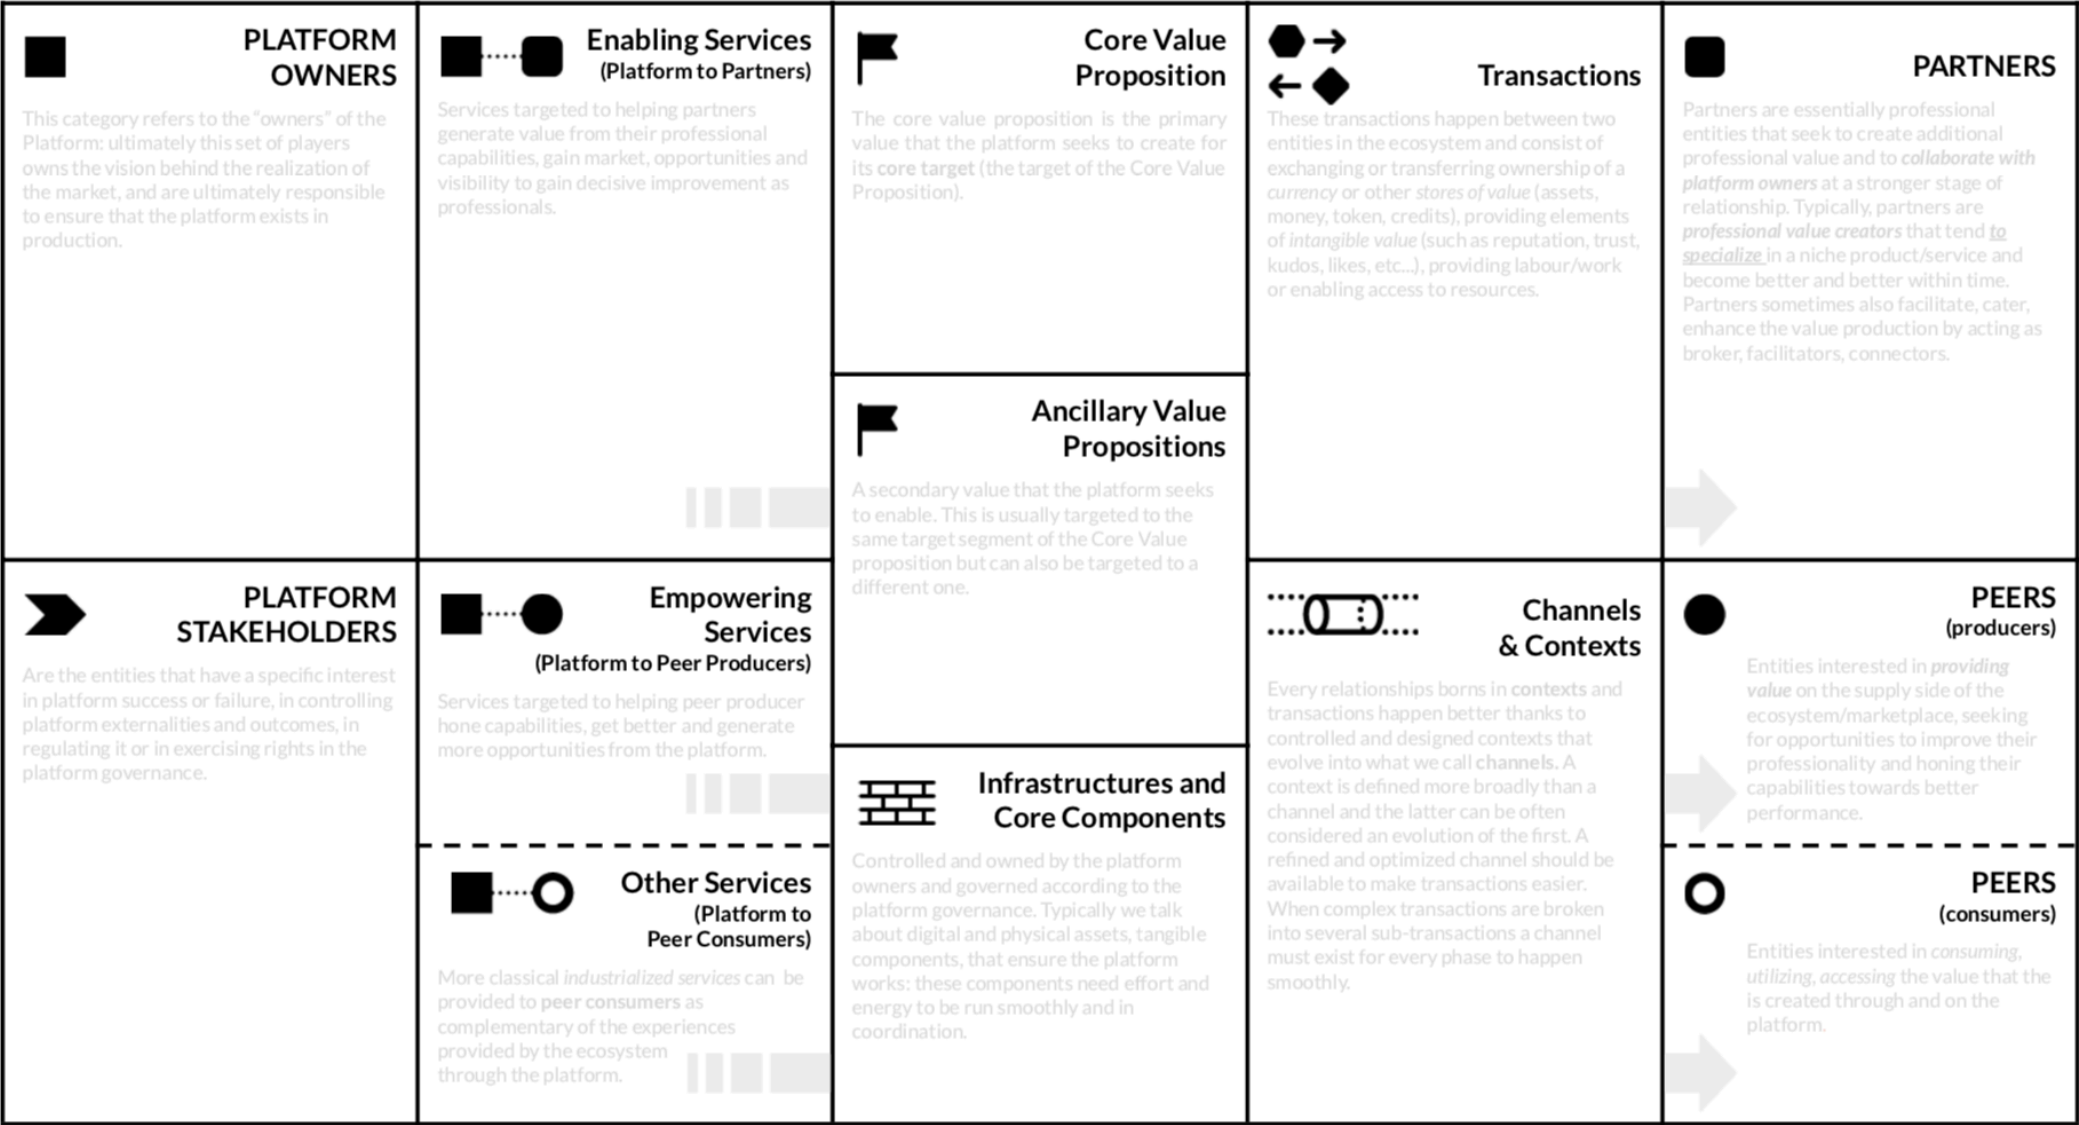 PLATFORM
OWNERS
This category refers to the “owners” of the
Platform: ultimately this set of players
owns the vision behind the realization of
the market, and are ultimately responsible
to ensure that the platform exists in
production.
Enabling Services
(Platform to Partners)
Services targeted to helping partners
generate value from their professional
capabilities, gain market, opportunities and
visibility to gain decisive improvement as
professionals.
Core Value
Proposition
The core value proposition is the primary
value that the platform seeks to create for
its core target (the target of the Core Value
Proposition).
Transactions
These transactions happen between two
entities in the ecosystem and consist of
exchanging or transferring ownership of a
currency or other stores of value (assets,
money, token, credits), providing elements
of intangible value (such as reputation, trust,
kudos, likes, etc...), providing labour/work
or enabling access to resources.
PARTNERS
Partners are essentially professional
entities that seek to create additional
professional value and to collaborate with
platform owners at a stronger stage of
relationship. Typically, partners are
professional value creators that tend to
specialize in a niche product/service and
become better and better within time.
Partners sometimes also facilitate, cater,
enhance the value production by acting as
broker, facilitators, connectors.
Ancillary Value
Propositions
A secondary value that the platform seeks
to enable. This is usually targeted to the
same target segment of the Core Value
proposition but can also be targeted to a
different one.
PLATFORM
STAKEHOLDERS
Are the entities that have a specific interest
in platform success or failure, in controlling
platform externalities and outcomes, in
regulating it or in exercising rights in the
platform governance.
Empowering
Services
(Platform to Peer Producers)
Services targeted to helping peer producer
hone capabilities, get better and generate
more opportunities from the platform.
Other Services
(Platform to
Peer Consumers)
More classical industrialized services can be
provided to peer consumers as
complementary of the experiences
provided by the ecosystem
through the platform.
Infrastructures and
Core Components
Controlled and owned by the platform
owners and governed according to the
platform governance. Typically we talk
about digital and physical assets, tangible
components, that ensure the platform
works: these components need effort and
energy to be run smoothly and in
coordination.
Channels
& Contexts
Every relationships borns in contexts and
transactions happen better thanks to
controlled and designed contexts that
evolve into what we call channels. A
context is defined more broadly than a
channel and the latter can be often
considered an evolution of the first. A
refined and optimized channel should be
available to make transactions easier.
When complex transactions are broken
into several sub-transactions a channel
must exist for every phase to happen
smoothly.
PEERS
(producers)
Entities interested in providing
value on the supply side of the
ecosystem/marketplace, seeking
for opportunities to improve their
professionality and honing their
capabilities towards better
performance.
PEERS
(consumers)
Entities interested in consuming,
utilizing, accessing the value that the
is created through and on the
platform.